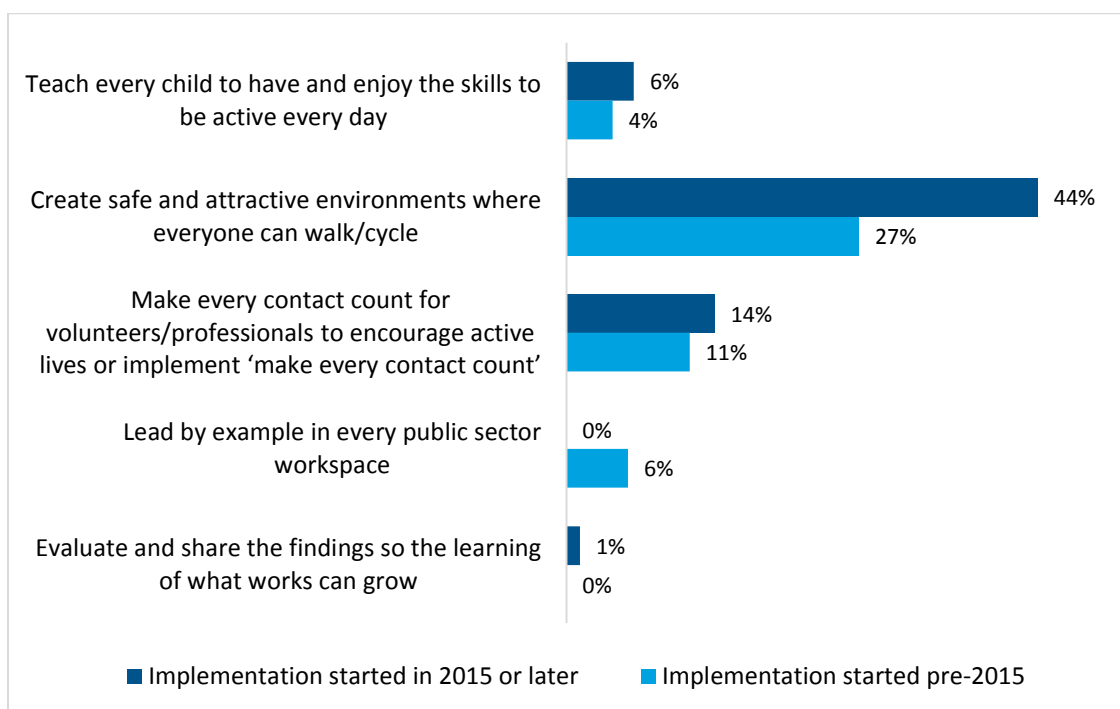 Teach every child to have and enjoy the skills to
be active every day
6%
4%
Create safe and attractive environments where
everyone can walk/cycle
44%
27%
Make every contact count for
volunteers/professionals to encourage active
lives or implement ‘make every contact count’
14%
11%
Lead by example in every public sector
workspace
0%
6%
Evaluate and share the findings so the learning
of what works can grow
1%
0%
Implementation started in 2015 or later
Implementation started pre-2015